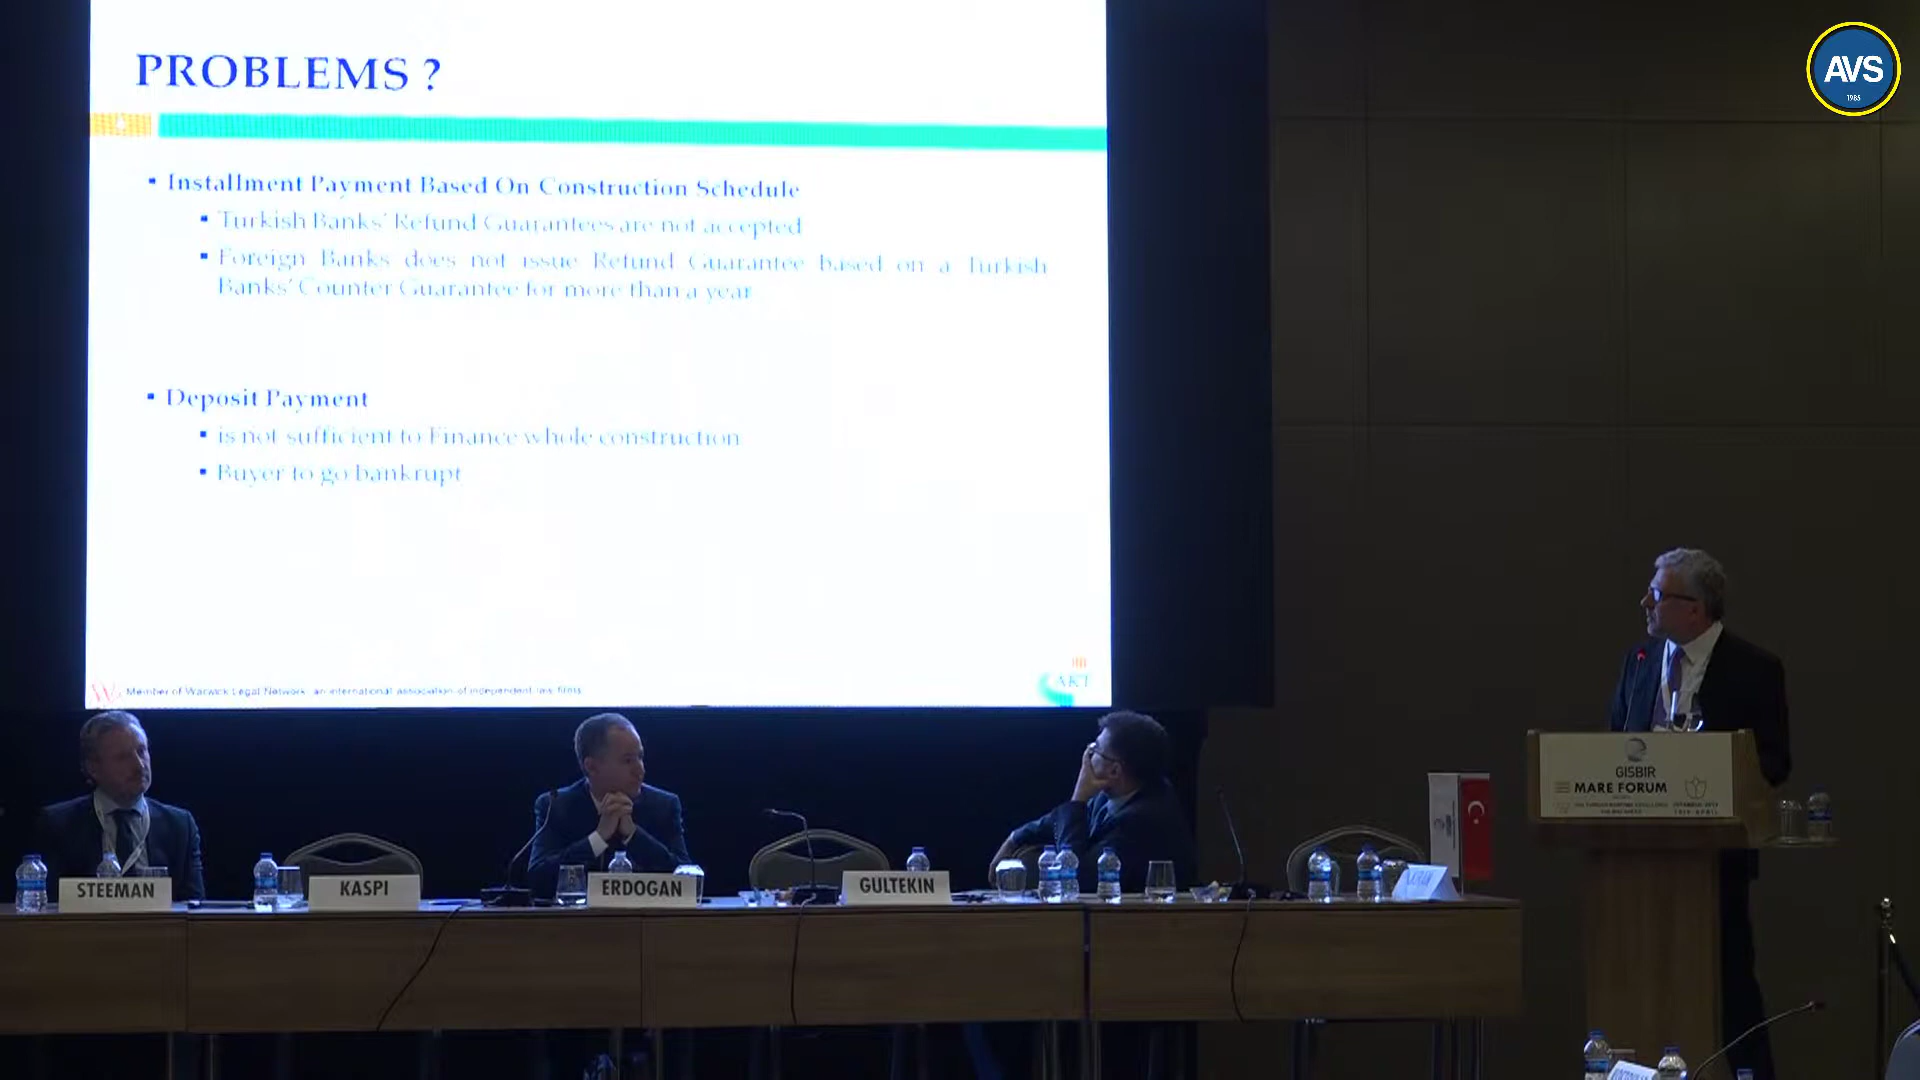 PROBLEMS ?
AVS
1985
▪ Installment Payment Based On Construction Schedule
▪ Turkish Banks' Refund Guarantees are not accepted
▪ Foreign Banks does not issue Refund Guarantee based on a Turkish
Banks' Counter Guarantee for more than a year
▪ Deposit Payment
▪ is not sufficient to Finance whole construction
▪ Buyer to go bankrupt
Member of Warwick Legal Network, an international association of independent law firms
AKT
GISBIR
MARE FORUM
STEEMAN
KASPI
ERDOGAN
GULTEKIN